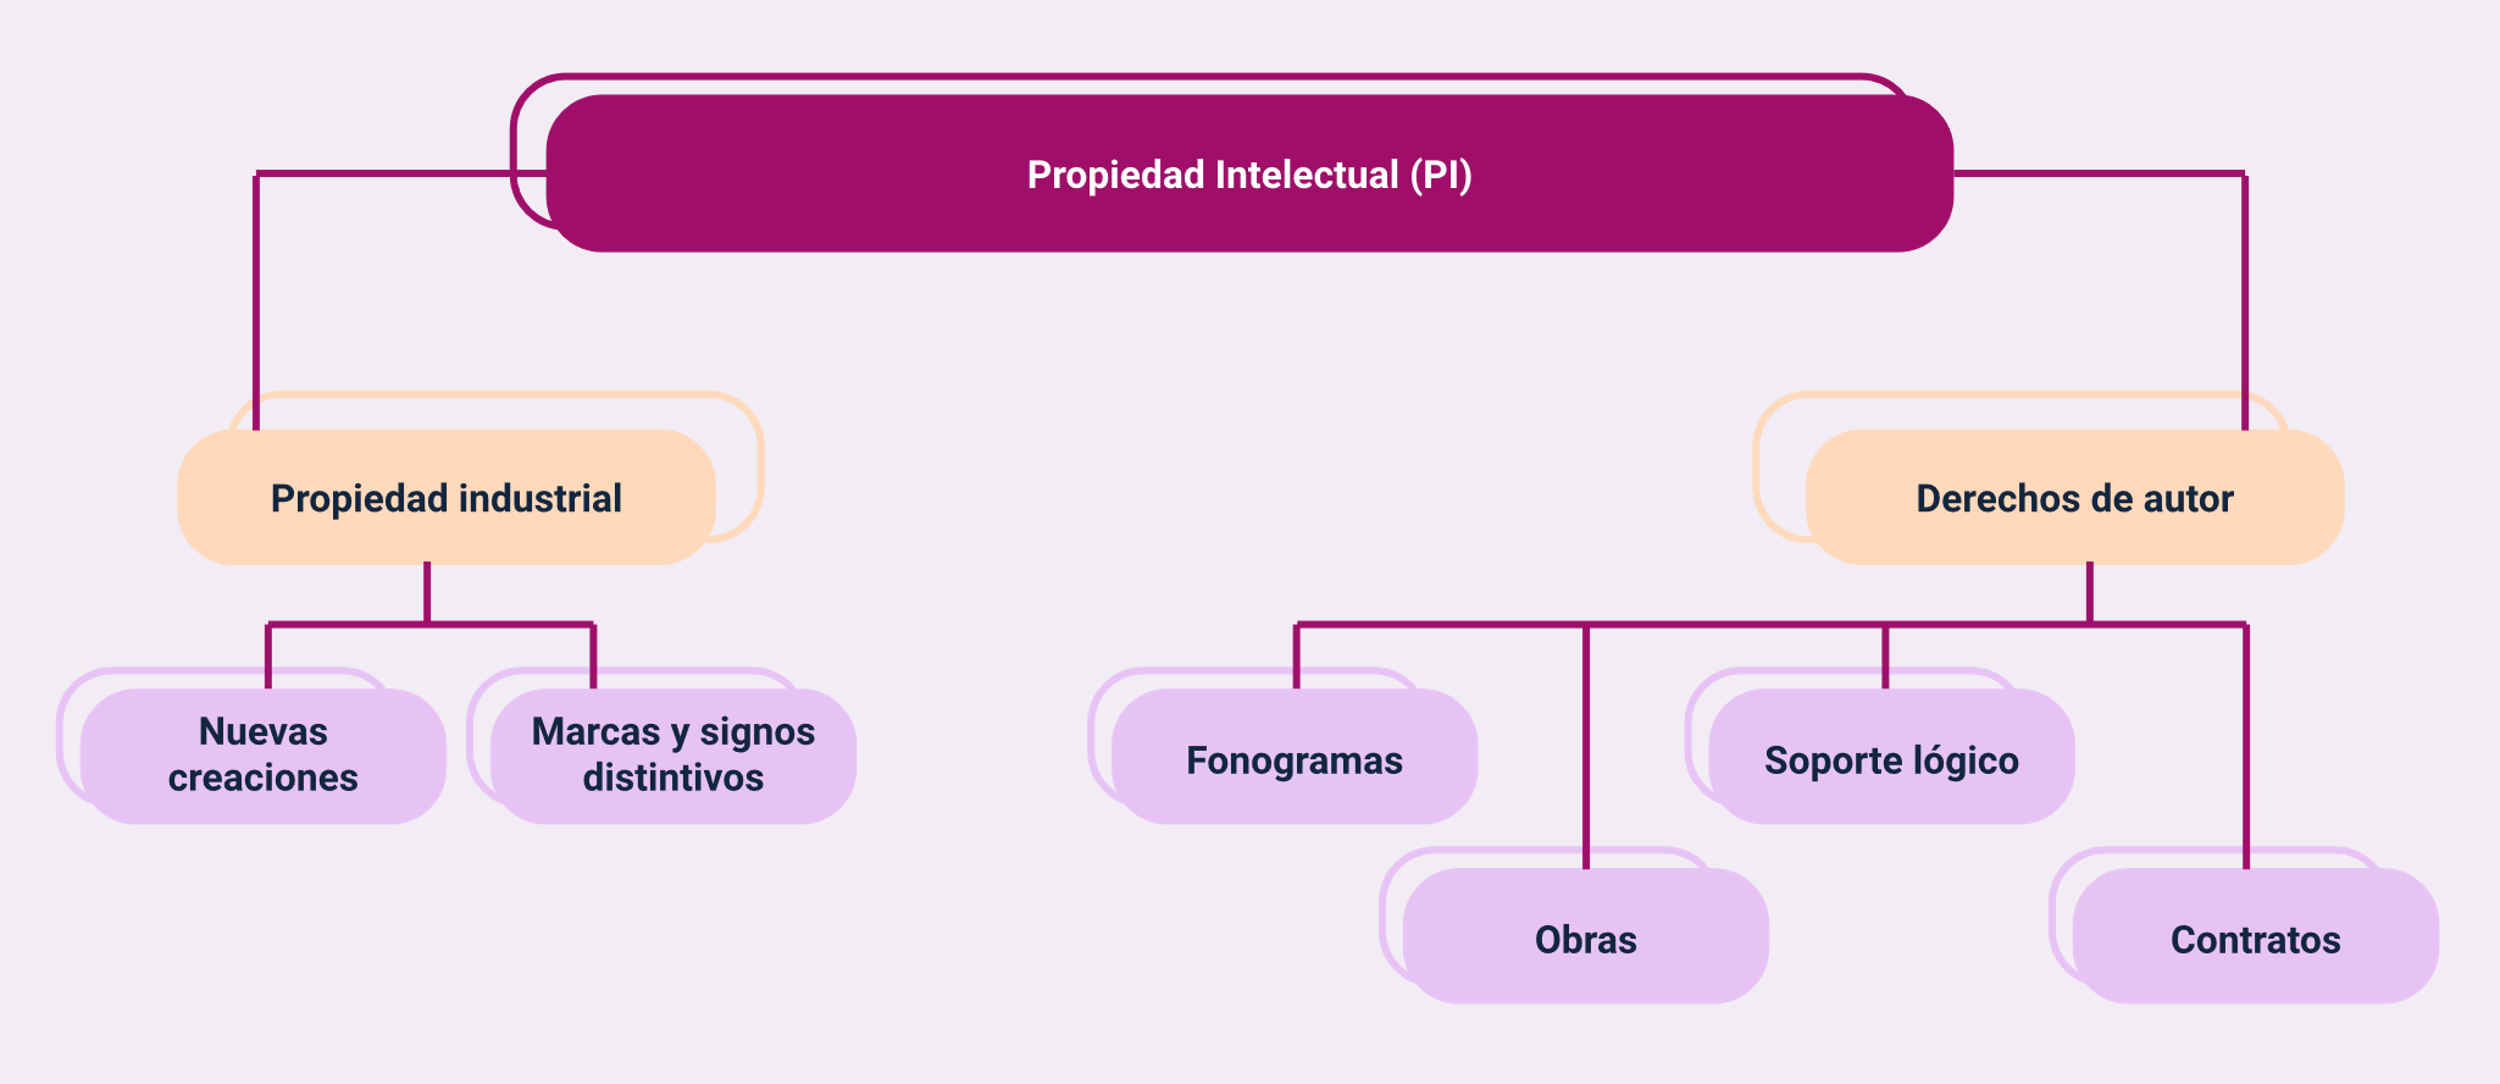 Propiedad Intelectual (PI)
Propiedad industrial
Derechos de autor
Nuevas
creaciones
Marcas y signos
distintivos
Fonogramas
Soporte lógico
Obras
Contratos